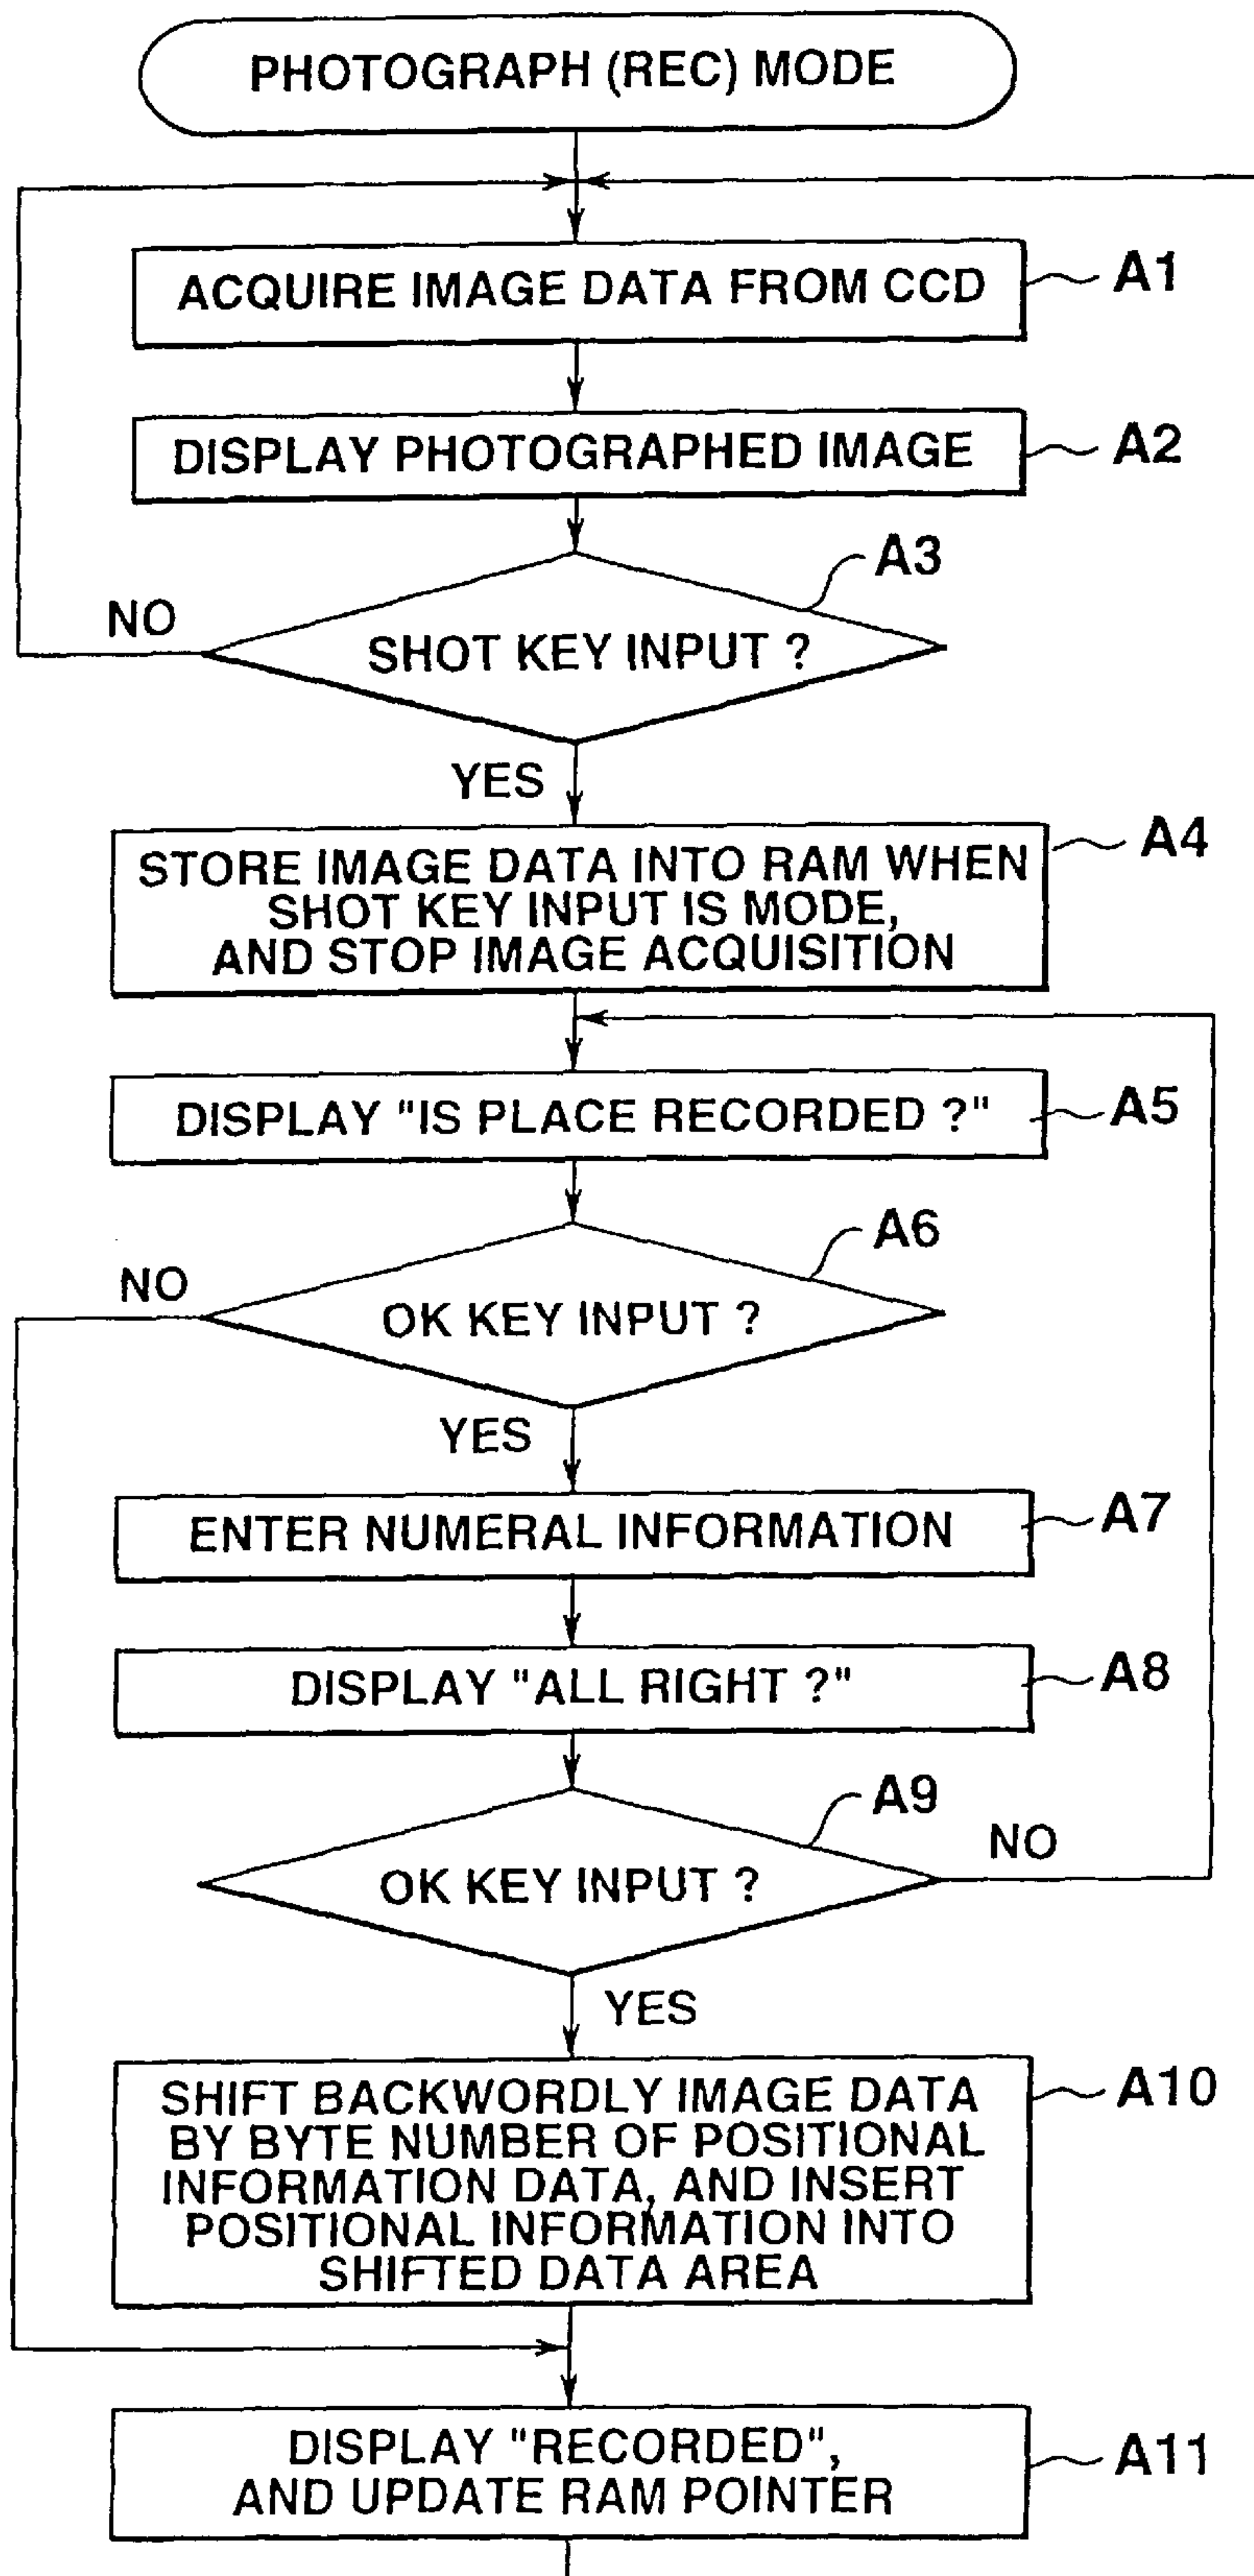 PHOTOGRAPH (REC) MODE
ACQUIRE IMAGE DATA FROM CCD
A1
DISPLAY PHOTOGRAPHED IMAGE
A2
A3
NO
SHOT KEY INPUT ?
YES
A4
STORE IMAGE DATA INTO RAM WHEN
SHOT KEY INPUT IS MODE,
AND STOP IMAGE ACQUISITION
DISPLAY "IS PLACE RECORDED ?"
A5
A6
NO
OK KEY INPUT ?
YES
ENTER NUMERAL INFORMATION
A7
DISPLAY "ALL RIGHT ?"
A8
A9
NO
OK KEY INPUT ?
YES
A10
SHIFT BACKWORDLY IMAGE DATA
BY BYTE NUMBER OF POSITIONAL
INFORMATION DATA, AND INSERT
POSITIONAL INFORMATION INTO
SHIFTED DATA AREA
DISPLAY "RECORDED",
AND UPDATE RAM POINTER
A11